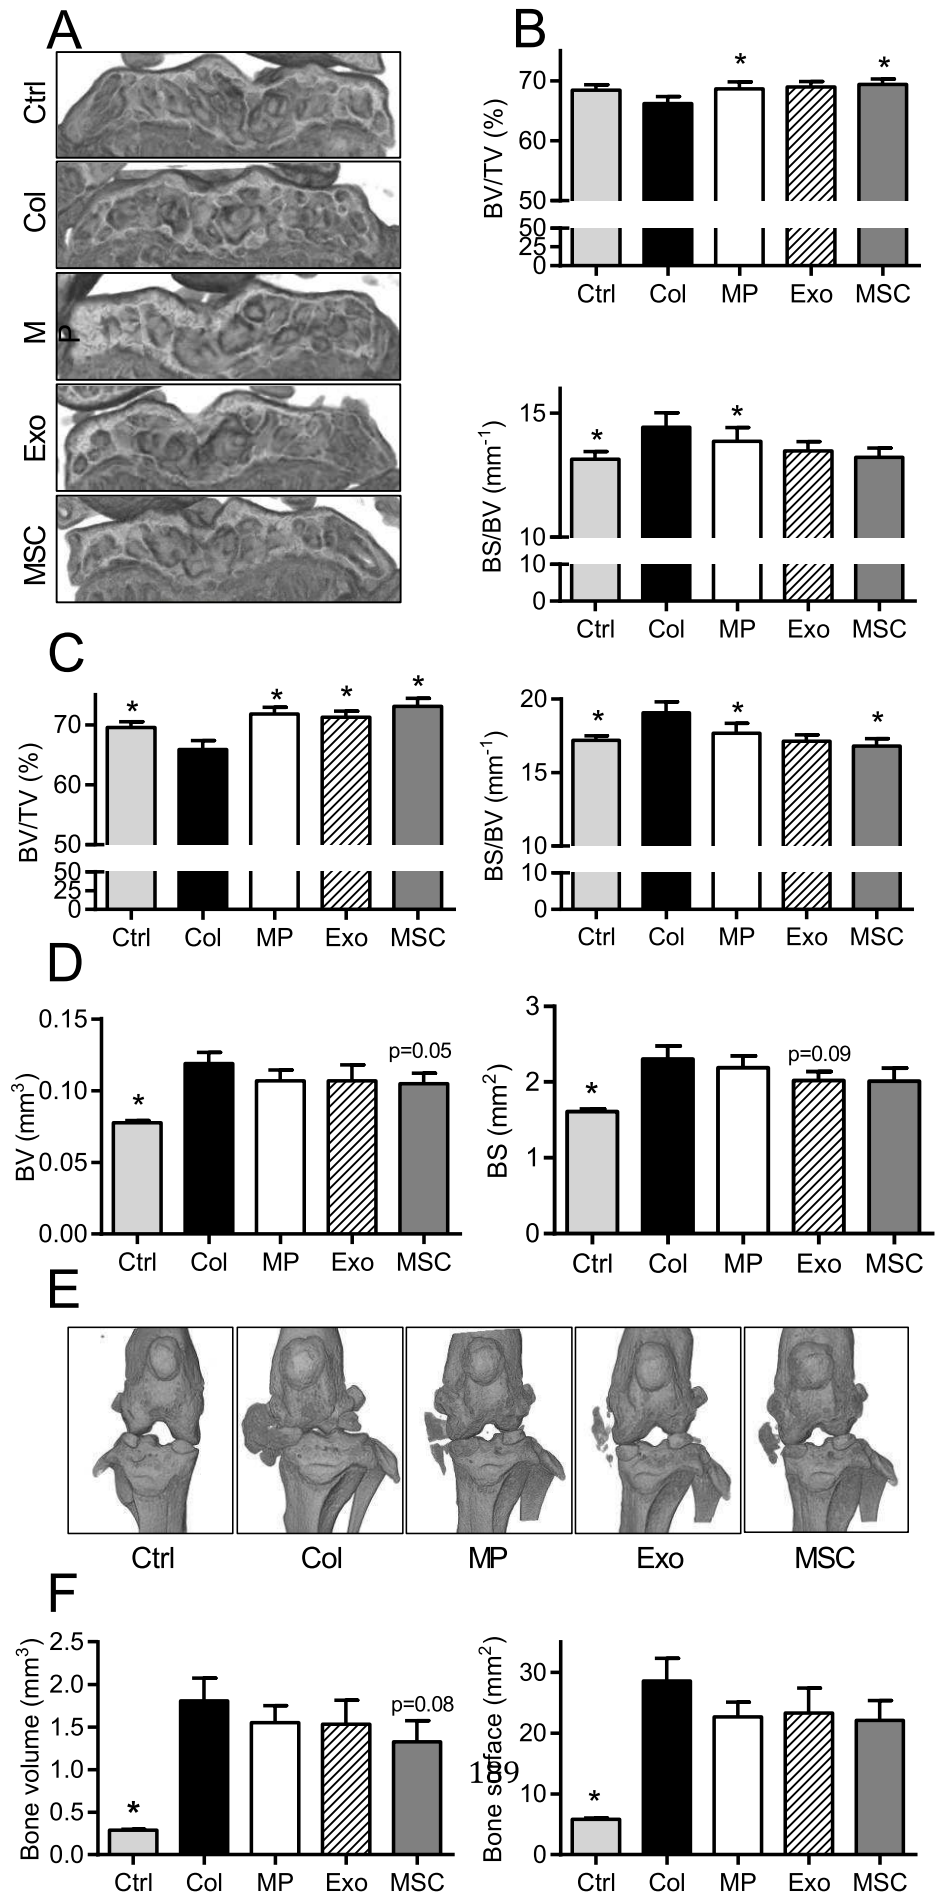 A
Ctrl
Col
M
P
Exo
MSC
B
BV/TV (%)
70
60
50
50
25
0
*
*
Ctrl Col MP Exo MSC
BS/BV (mm-1)
15
10
10
0
*
*
Ctrl Col MP Exo MSC
C
BV/TV (%)
70
60
50
50
25
0
*
*
*
*
Ctrl Col MP Exo MSC
BS/BV (mm-1)
20
15
10
10
0
*
*
*
Ctrl Col MP Exo MSC
D
BV (mm3)
0.15
0.10
0.05
0.00
*
p=0.05
Ctrl Col MP Exo MSC
BS (mm2)
3
2
1
0
*
p=0.09
Ctrl Col MP Exo MSC
E
Ctrl Col MP Exo MSC
F
Bone volume (mm3)
2.5
2.0
1.5
1.0
0.5
0.0
*
p=0.08
Ctrl Col MP Exo MSC
Bone surface (mm2)
30
20
10
0
*
Ctrl Col MP Exo MSC
189